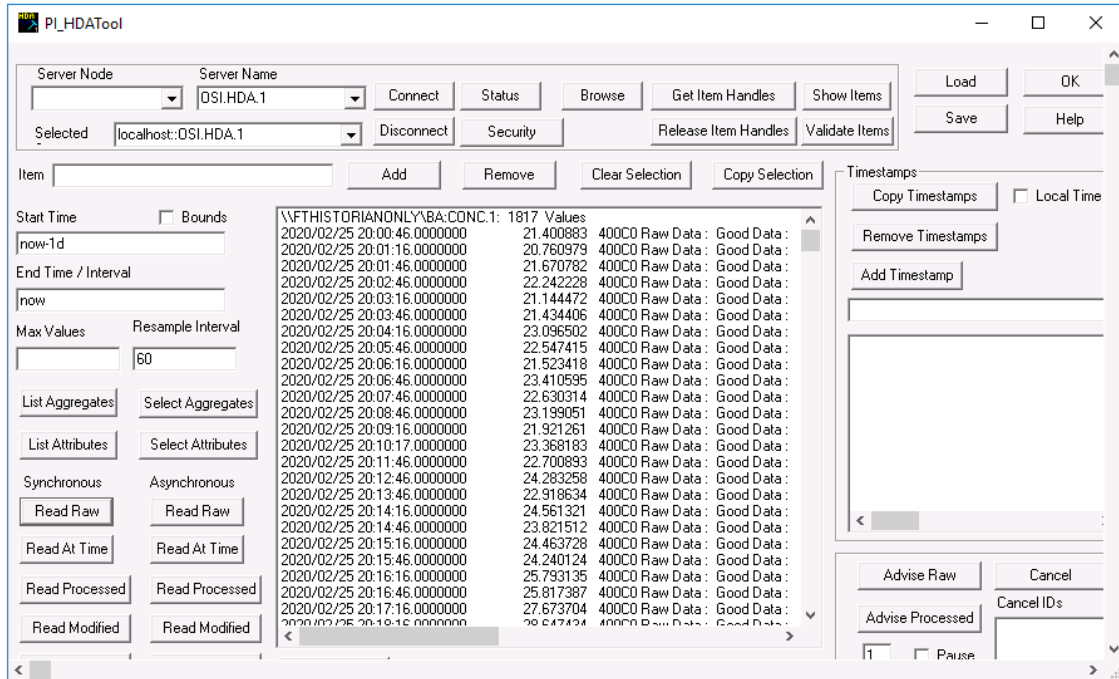 PI_HDATool
Server Node Server Name
OSI.HDA.1 Connect Status Browse Get Item Handles Show Items Load OK
Selected localhost::OSI.HDA.1 Disconnect Security Release Item Handles Validate Items Save Help
Item Add Remove Clear Selection Copy Selection
Timestamps
Copy Timestamps Local Time
Remove Timestamps
Add Timestamp
Start Time Bounds
now-1d
End Time / Interval
now
Max Values Resample Interval
60
List Aggregates Select Aggregates
List Attributes Select Attributes
Synchronous Asynchronous
Read Raw Read Raw
Read At Time Read At Time
Read Processed Read Processed
Read Modified Read Modified
\\FTHISTORIANONLY\BA:CONC.1: 1817 Values
2020/02/25 20:00:46.0000000 21.400883 400C0 Raw Data : Good Data :
2020/02/25 20:01:16.0000000 20.760979 400C0 Raw Data : Good Data :
2020/02/25 20:01:46.0000000 21.670782 400C0 Raw Data : Good Data :
2020/02/25 20:02:46.0000000 22.242228 400C0 Raw Data : Good Data :
2020/02/25 20:03:16.0000000 21.144472 400C0 Raw Data : Good Data :
2020/02/25 20:03:46.0000000 21.434406 400C0 Raw Data : Good Data :
2020/02/25 20:04:16.0000000 23.096502 400C0 Raw Data : Good Data :
2020/02/25 20:05:46.0000000 22.547415 400C0 Raw Data : Good Data :
2020/02/25 20:06:16.0000000 21.523418 400C0 Raw Data : Good Data :
2020/02/25 20:06:46.0000000 23.410595 400C0 Raw Data : Good Data :
2020/02/25 20:07:46.0000000 22.630314 400C0 Raw Data : Good Data :
2020/02/25 20:08:46.0000000 23.199051 400C0 Raw Data : Good Data :
2020/02/25 20:09:16.0000000 21.921261 400C0 Raw Data : Good Data :
2020/02/25 20:10:17.0000000 23.368183 400C0 Raw Data : Good Data :
2020/02/25 20:11:46.0000000 22.700893 400C0 Raw Data : Good Data :
2020/02/25 20:12:46.0000000 24.283258 400C0 Raw Data : Good Data :
2020/02/25 20:13:46.0000000 22.918634 400C0 Raw Data : Good Data :
2020/02/25 20:14:16.0000000 24.561321 400C0 Raw Data : Good Data :
2020/02/25 20:14:46.0000000 23.821512 400C0 Raw Data : Good Data :
2020/02/25 20:15:16.0000000 24.463728 400C0 Raw Data : Good Data :
2020/02/25 20:15:46.0000000 24.240124 400C0 Raw Data : Good Data :
2020/02/25 20:16:16.0000000 25.793135 400C0 Raw Data : Good Data :
2020/02/25 20:16:46.0000000 25.817387 400C0 Raw Data : Good Data :
2020/02/25 20:17:16.0000000 27.673704 400C0 Raw Data : Good Data :
2020/02/25 20:18:16.0000000 28.647434 400C0 Raw Data : Good Data :
Advise Raw Cancel
Cancel IDs
Advise Processed
1 Pause